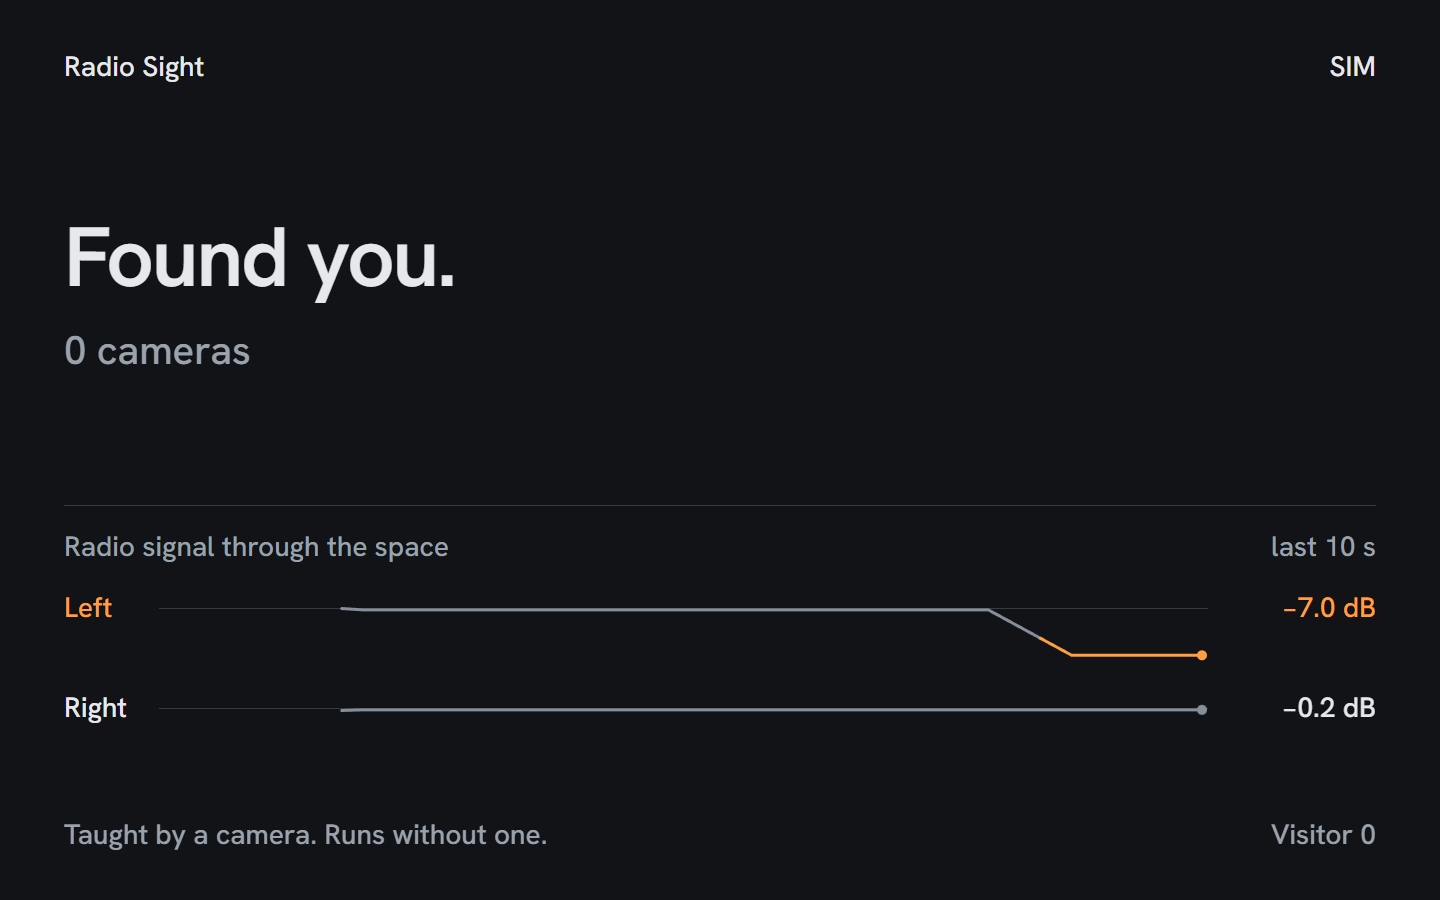 Radio Sight
SIM
Found you.
0 cameras
Radio signal through the space
last 10 s
Left
−7.0 dB
Right
−0.2 dB
Taught by a camera. Runs without one.
Visitor 0